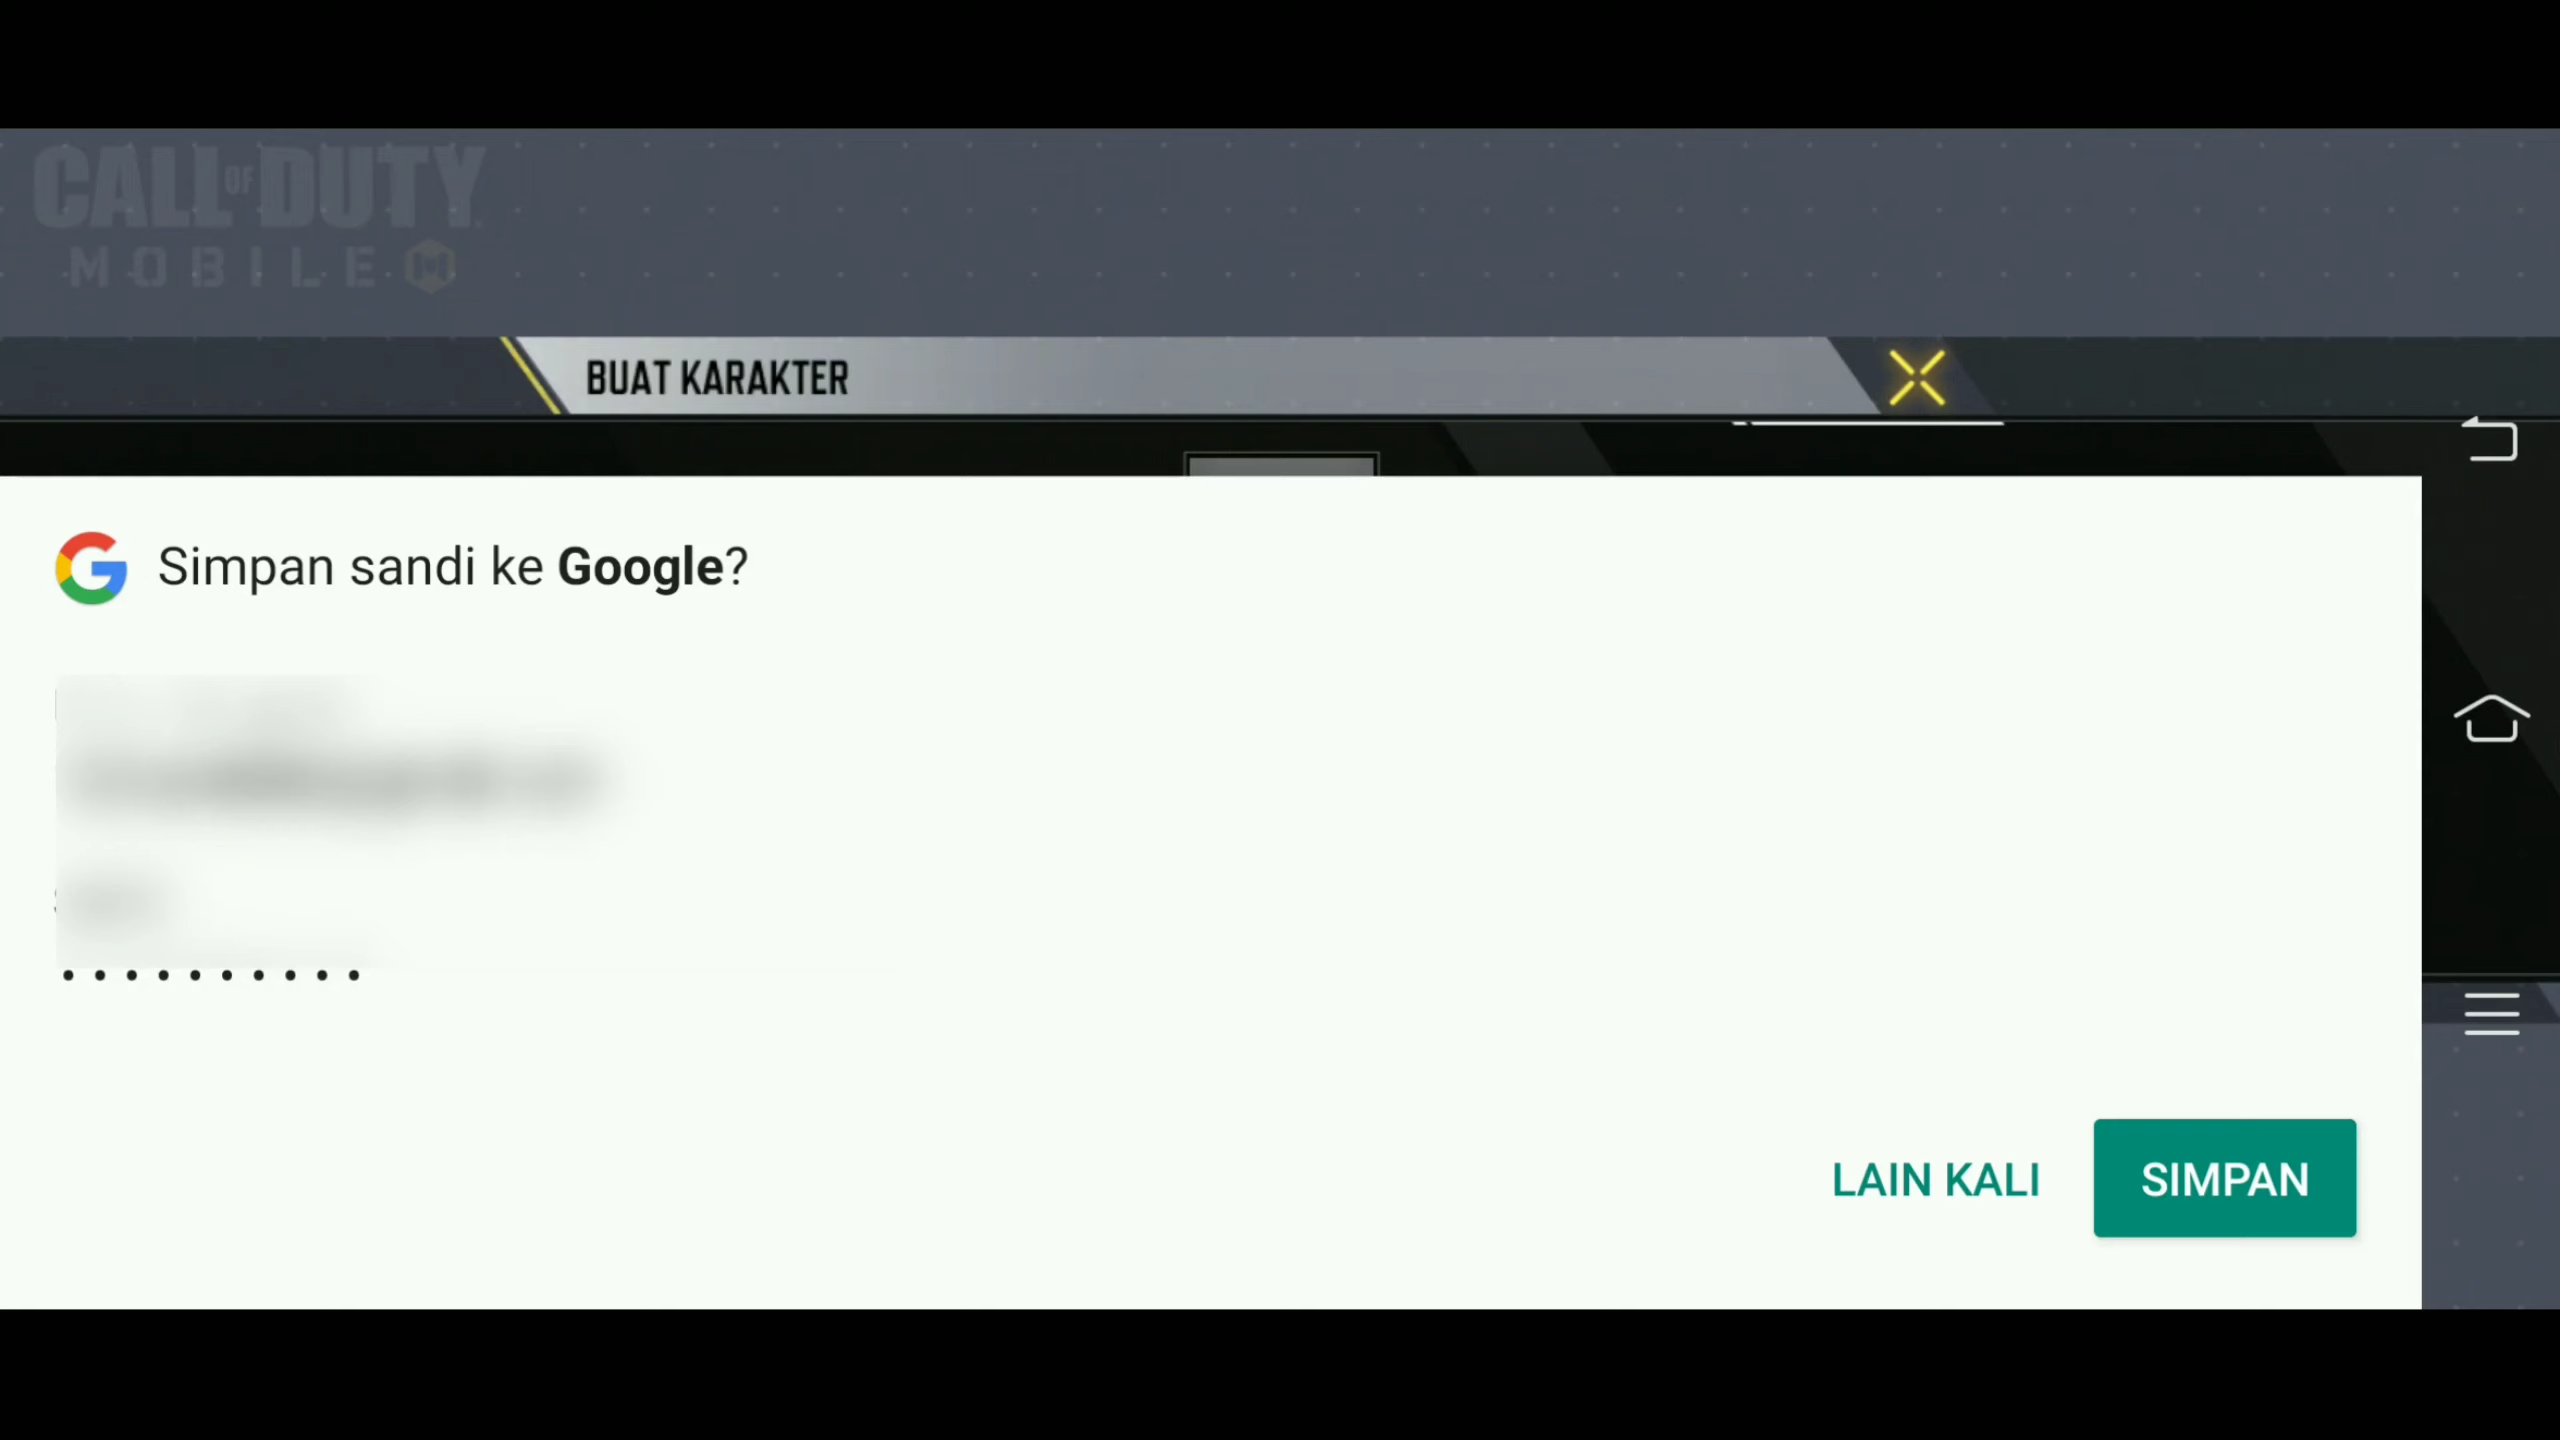 CALL OF DUTY
MOBILE
BUAT KARAKTER
Simpan sandi ke Google?
LAIN KALI
SIMPAN